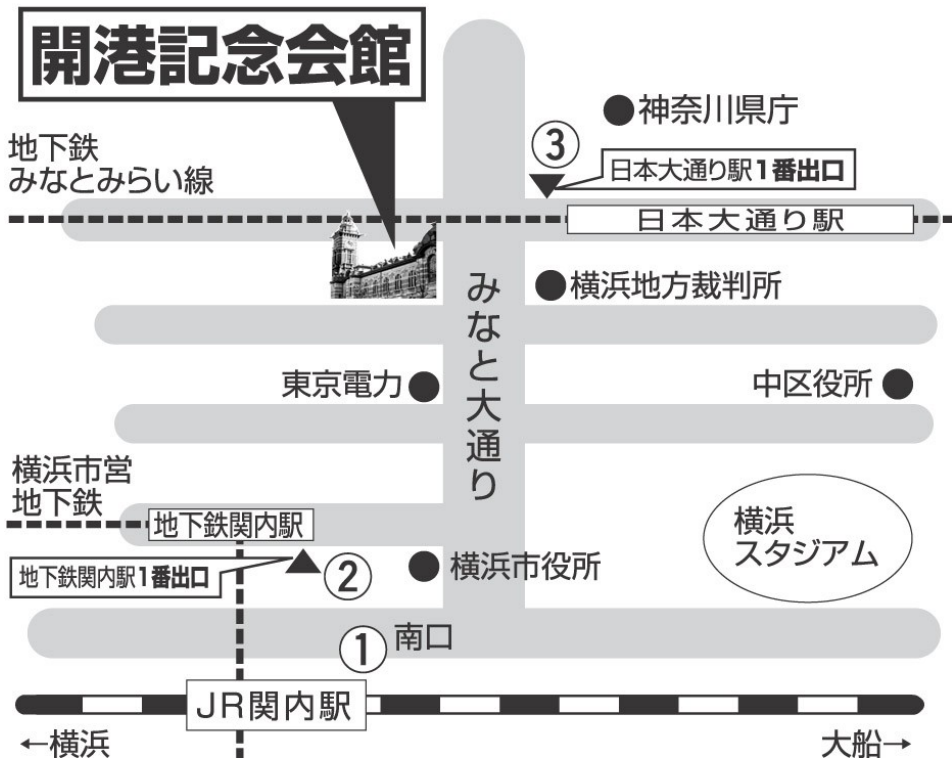 開港記念会館
神奈川県庁
③
地下鉄
みなとみらい線
日本大通り駅1番出口
日本大通り駅
横浜地方裁判所
みなと大通り
東京電力
中区役所
横浜市営
地下鉄
地下鉄関内駅
横浜
スタジアム
地下鉄関内駅1番出口
②
横浜市役所
①
南口
JR関内駅
←横浜
大船→